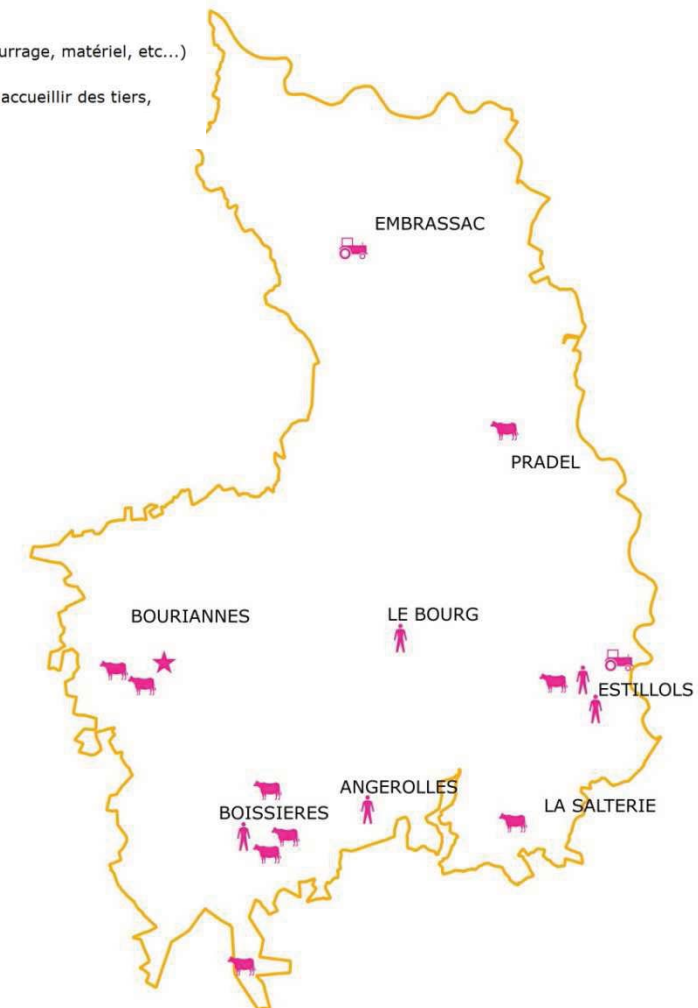 urrage, matériel, etc...)
accueillir des tiers,
EMBRASSAC
PRADEL
BOURIANNES
LE BOURG
ESTILLOLS
ANGEROLLES
BOISSIERES
LA SALTERIE